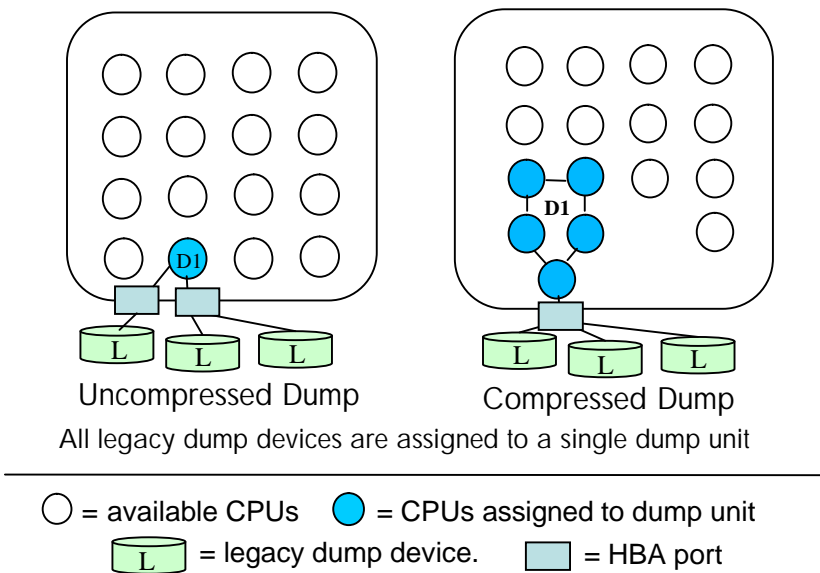 D1
D1
L L L
L L L
Uncompressed Dump
Compressed Dump
All legacy dump devices are assigned to a single dump unit
= available CPUs = CPUs assigned to dump unit
L = legacy dump device. = HBA port